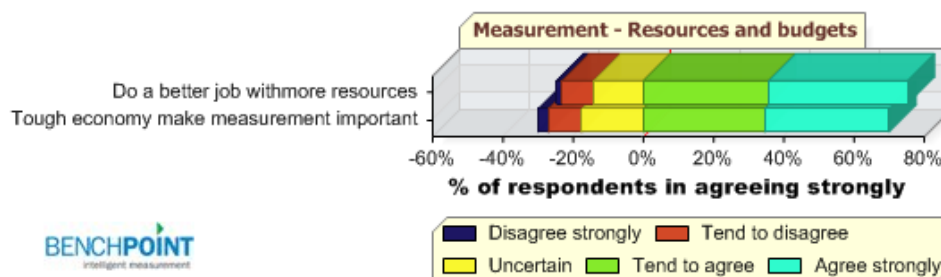 Measurement - Resources and budgets
Do a better job withmore resources
Tough economy make measurement important
-60% -40% -20% 0% 20% 40% 60% 80%
% of respondents in agreeing strongly
BENCHPOINT
intelligent measurement
Disagree strongly Tend to disagree
Uncertain Tend to agree Agree strongly